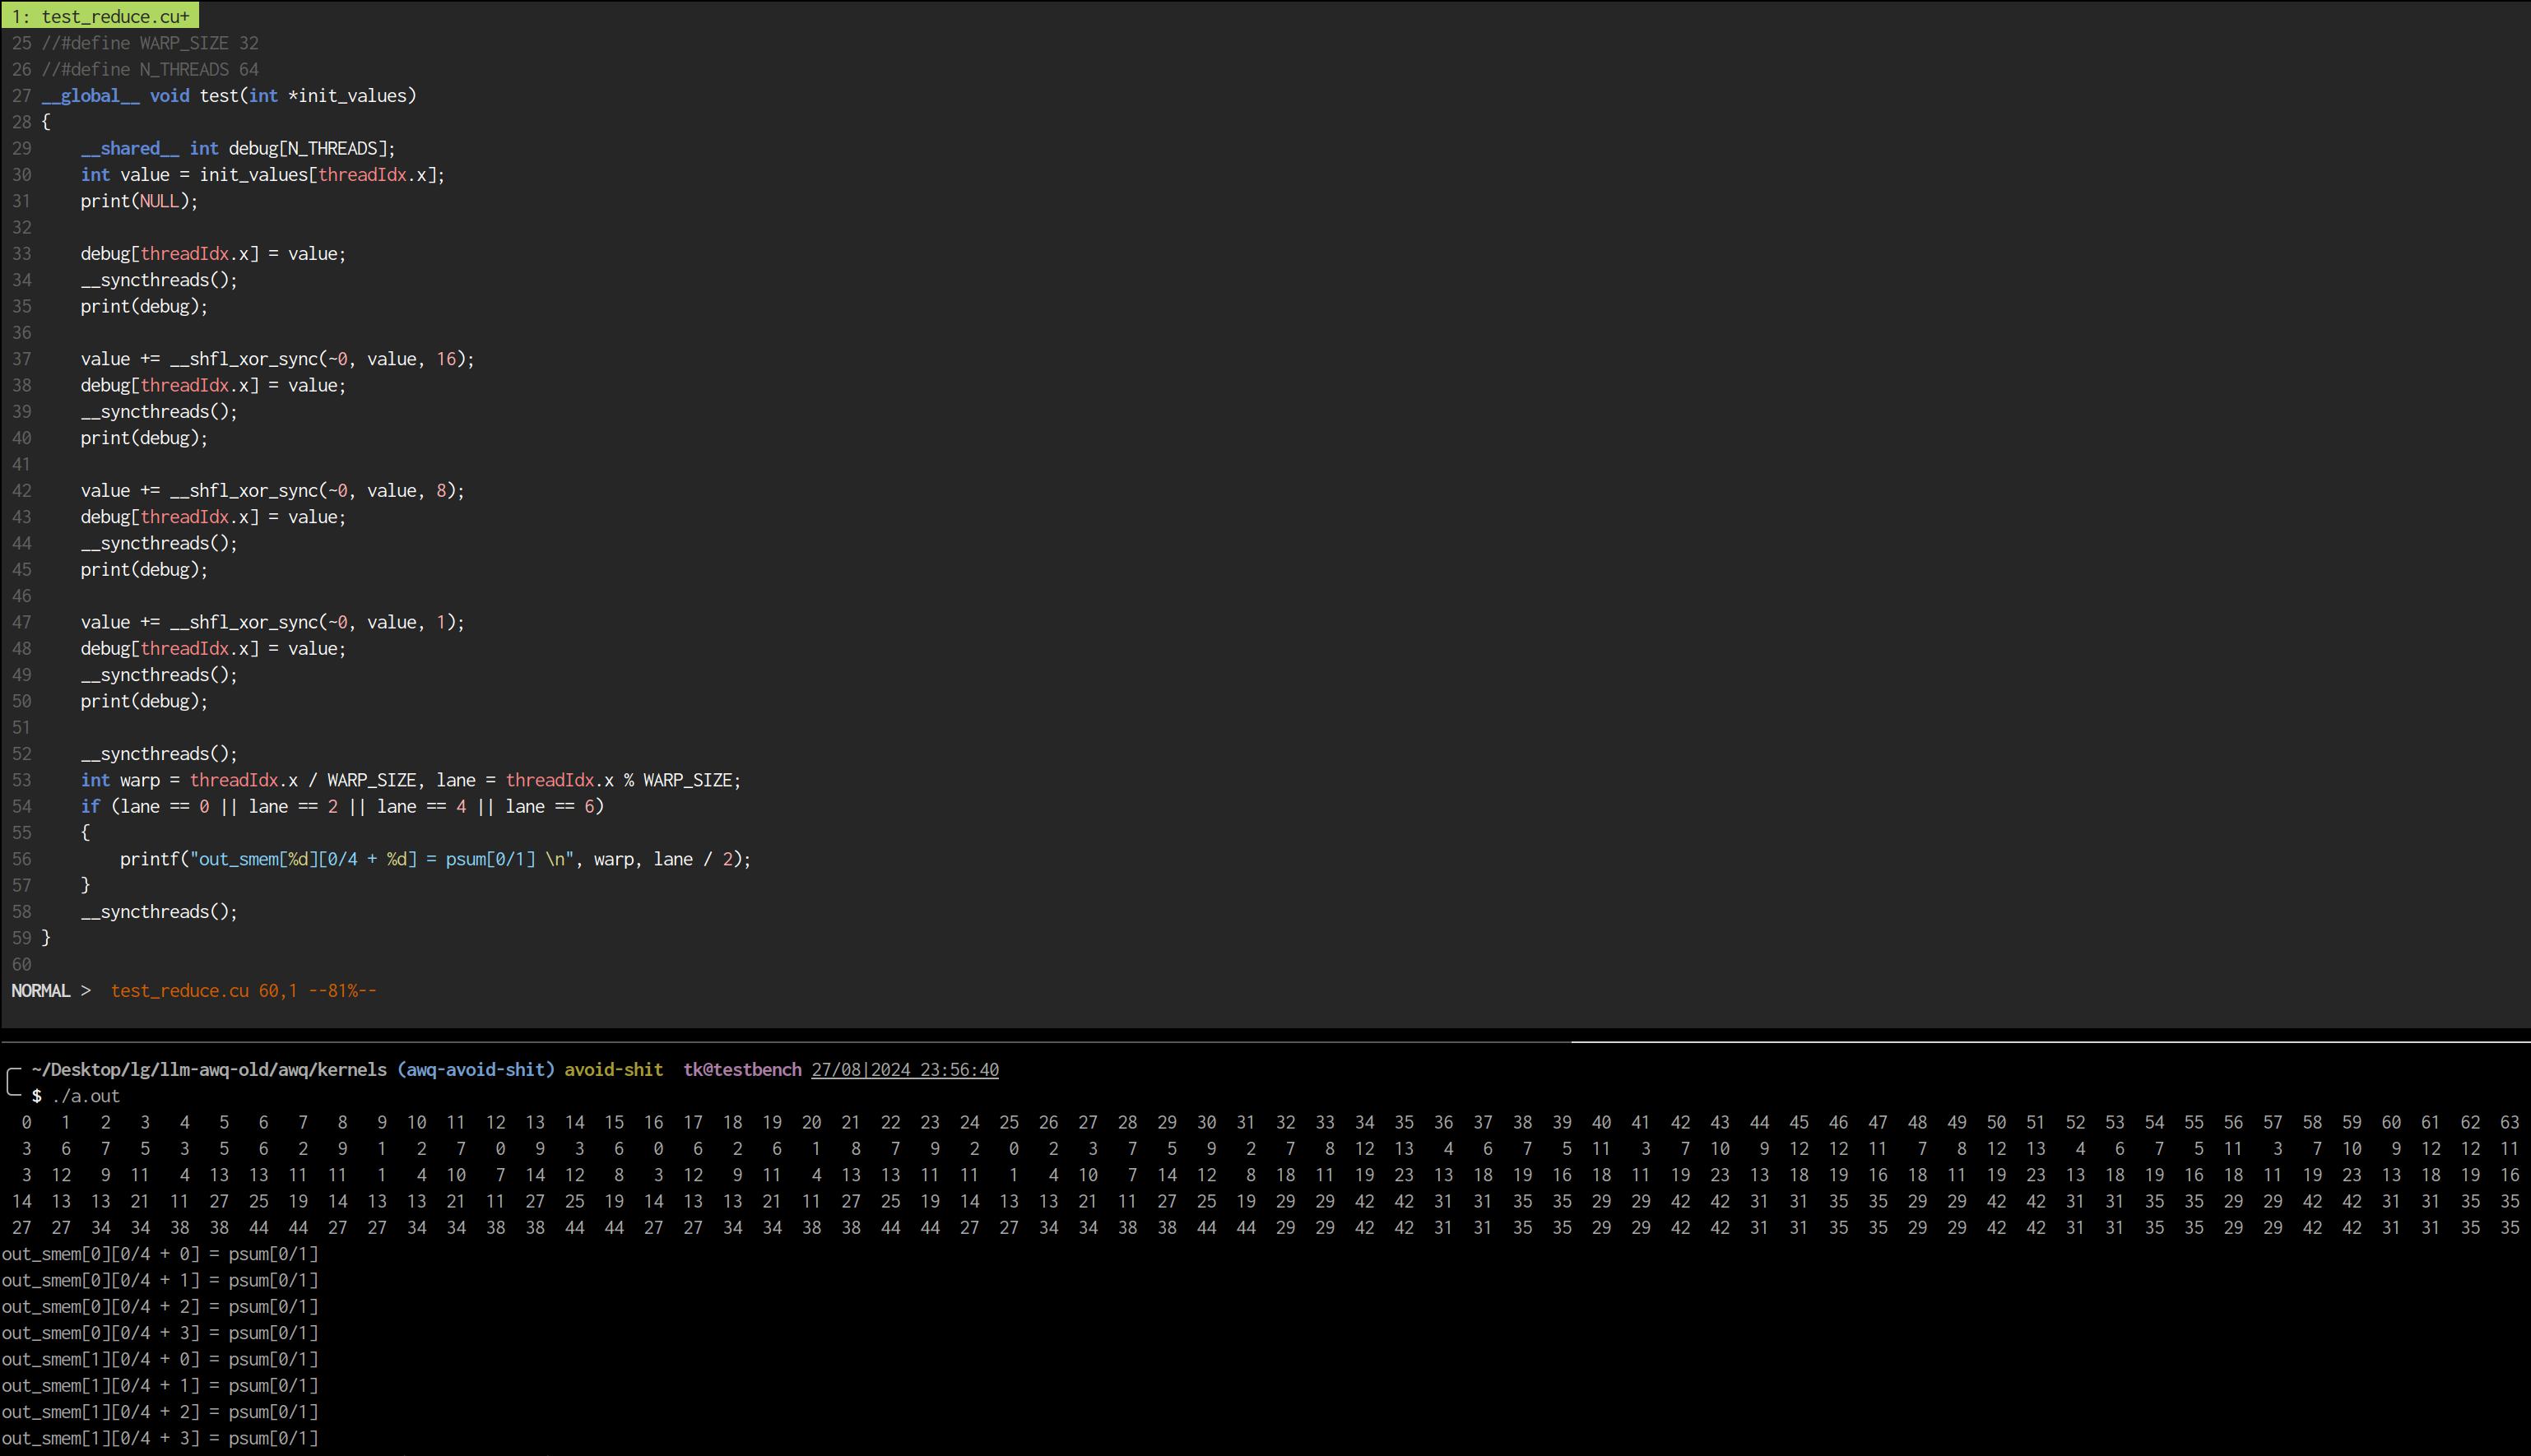 1: test_reduce.cu+
25 //#define WARP_SIZE 32
26 //#define N_THREADS 64
27 __global__ void test(int *init_values)
28 {
29     __shared__ int debug[N_THREADS];
30     int value = init_values[threadIdx.x];
31     print(NULL);
32
33     debug[threadIdx.x] = value;
34     __syncthreads();
35     print(debug);
36
37     value += __shfl_xor_sync(~0, value, 16);
38     debug[threadIdx.x] = value;
39     __syncthreads();
40     print(debug);
41
42     value += __shfl_xor_sync(~0, value, 8);
43     debug[threadIdx.x] = value;
44     __syncthreads();
45     print(debug);
46
47     value += __shfl_xor_sync(~0, value, 1);
48     debug[threadIdx.x] = value;
49     __syncthreads();
50     print(debug);
51
52     __syncthreads();
53     int warp = threadIdx.x / WARP_SIZE, lane = threadIdx.x % WARP_SIZE;
54     if (lane == 0 || lane == 2 || lane == 4 || lane == 6)
55     {
56         printf("out_smem[%d][0/4 + %d] = psum[0/1] \n", warp, lane / 2);
57     }
58     __syncthreads();
59 }
60
NORMAL >  test_reduce.cu 60,1 --81%--
~/Desktop/lg/llm-awq-old/awq/kernels (awq-avoid-shit) avoid-shit  tk@testbench 27/08|2024 23:56:40
$ ./a.out
0 1 2 3 4 5 6 7 8 9 10 11 12 13 14 15 16 17 18 19 20 21 22 23 24 25 26 27 28 29 30 31 32 33 34 35 36 37 38 39 40 41 42 43 44 45 46 47 48 49 50 51 52 53 54 55 56 57 58 59 60 61 62 63
3 6 7 5 3 5 6 2 9 1 2 7 0 9 3 6 0 6 2 6 1 8 7 9 2 0 2 3 7 5 9 2 7 8 12 13 4 6 7 5 11 3 7 10 9 12 12 11 7 8 12 13 4 6 7 5 11 3 7 10 9 12 12 11
3 12 9 11 4 13 13 11 11 1 4 10 7 14 12 8 3 12 9 11 4 13 13 11 11 1 4 10 7 14 12 8 18 11 19 23 13 18 19 16 18 11 19 23 13 18 19 16 18 11 19 23 13 18 19 16 18 11 19 23 13 18 19 16
14 13 13 21 11 27 25 19 14 13 13 21 11 27 25 19 14 13 13 21 11 27 25 19 14 13 13 21 11 27 25 19 29 29 42 42 31 31 35 35 29 29 42 42 31 31 35 35 29 29 42 42 31 31 35 35 29 29 42 42 31 31 35 35
27 27 34 34 38 38 44 44 27 27 34 34 38 38 44 44 27 27 34 34 38 38 44 44 27 27 34 34 38 38 44 44 29 29 42 42 31 31 35 35 29 29 42 42 31 31 35 35 29 29 42 42 31 31 35 35 29 29 42 42 31 31 35 35
out_smem[0][0/4 + 0] = psum[0/1]
out_smem[0][0/4 + 1] = psum[0/1]
out_smem[0][0/4 + 2] = psum[0/1]
out_smem[0][0/4 + 3] = psum[0/1]
out_smem[1][0/4 + 0] = psum[0/1]
out_smem[1][0/4 + 1] = psum[0/1]
out_smem[1][0/4 + 2] = psum[0/1]
out_smem[1][0/4 + 3] = psum[0/1]